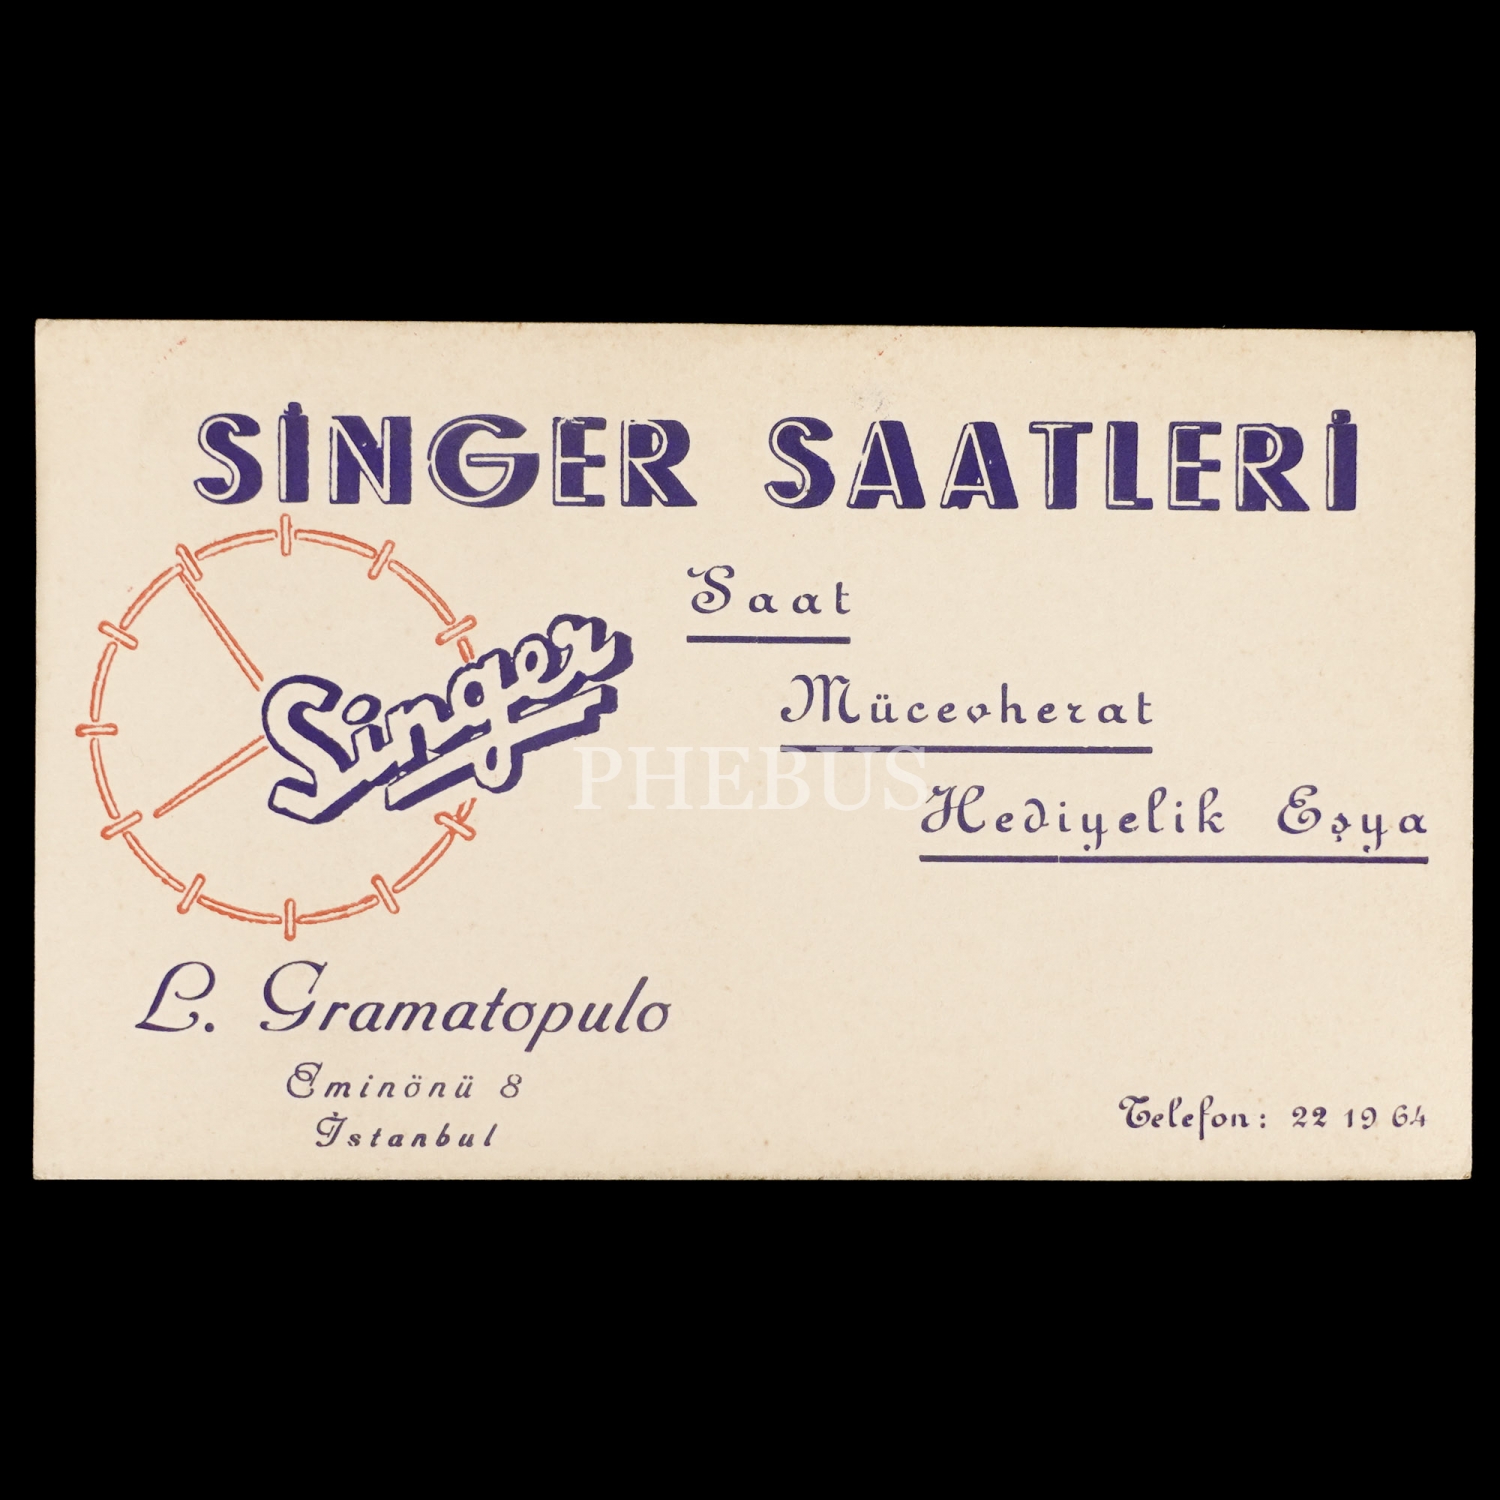 SİNGER SAATLERİ
Singer
Saat
Mücevherat
Hediyelik Eşya
PHEBUS
L. Gramatopulo
Eminönü 8
İstanbul
Telefon: 22 19 64